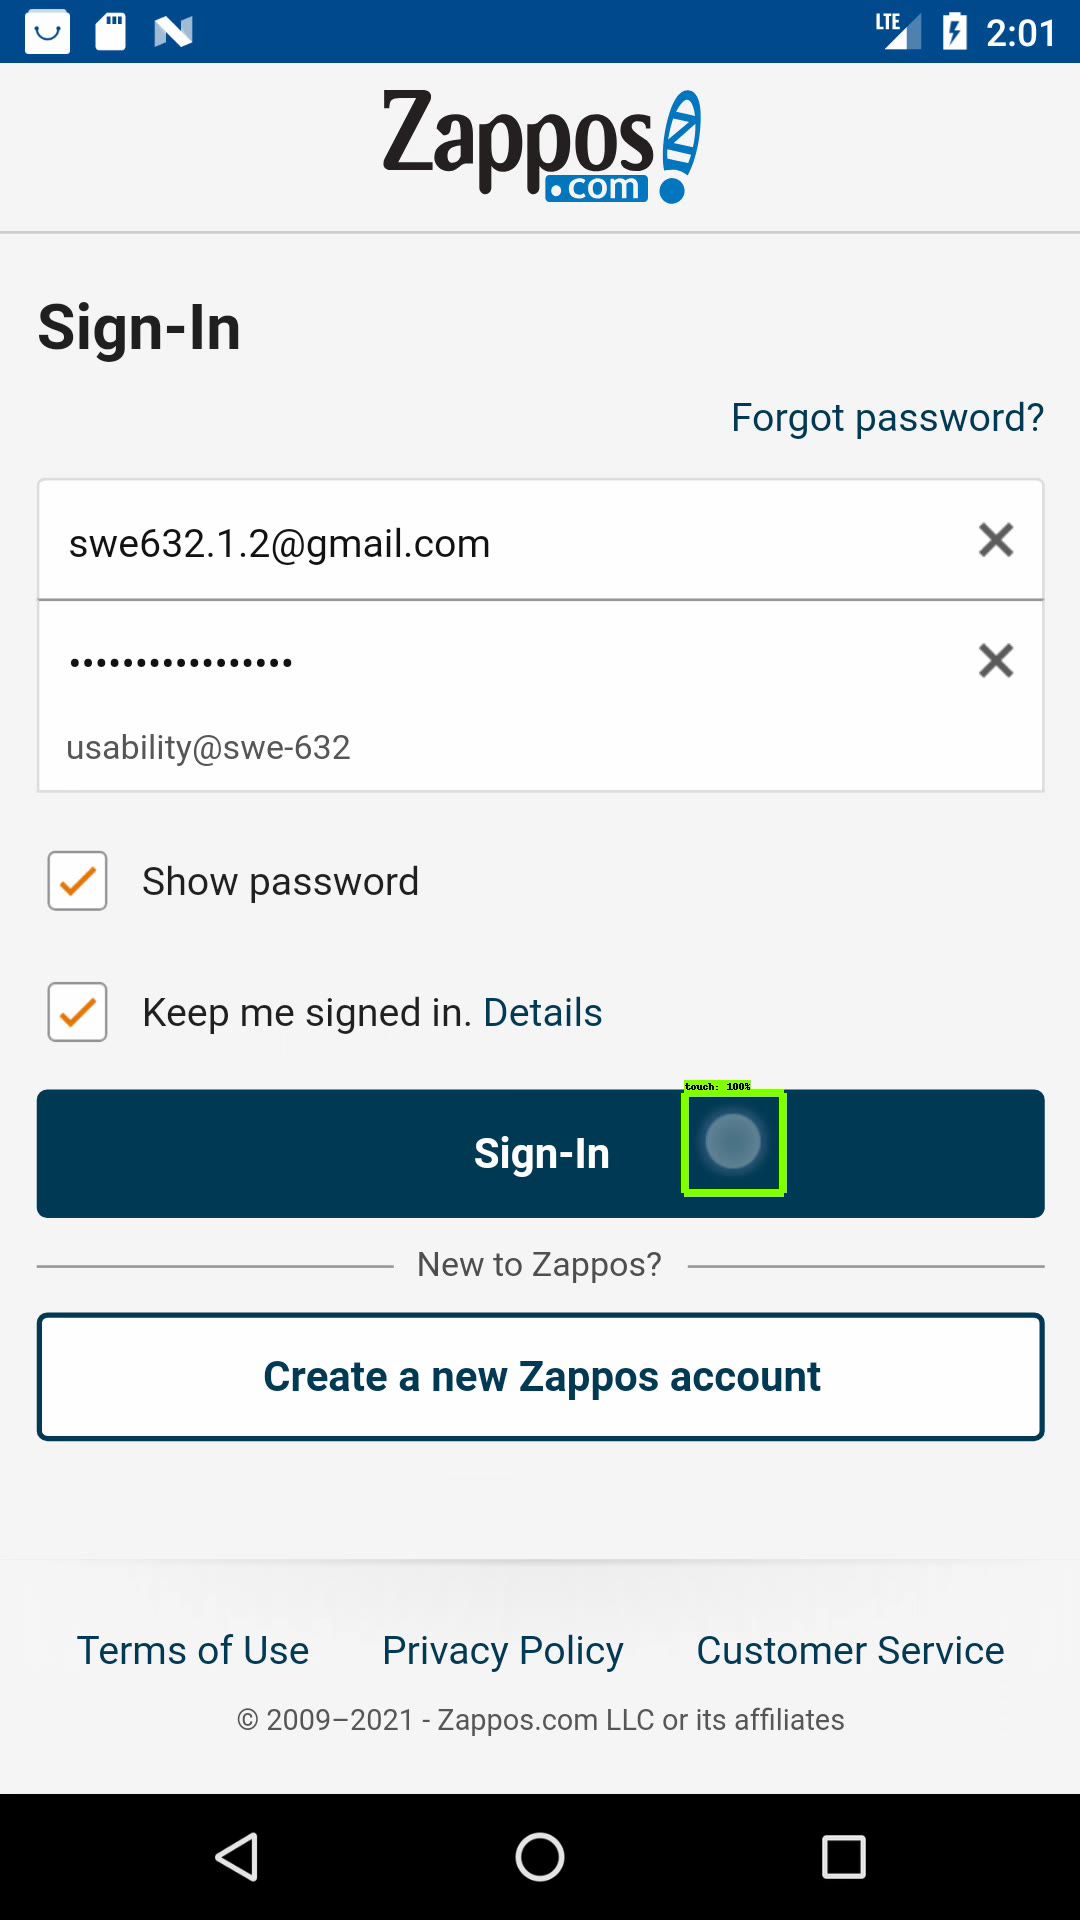 LTE 2:01
Zappos
.com
Sign-In
Forgot password?
swe632.1.2@gmail.com
•••••••••••••••••
usability@swe-632
Show password
Keep me signed in. Details
touch: 100%
Sign-In
New to Zappos?
Create a new Zappos account
Terms of Use Privacy Policy Customer Service
© 2009–2021 - Zappos.com LLC or its affiliates